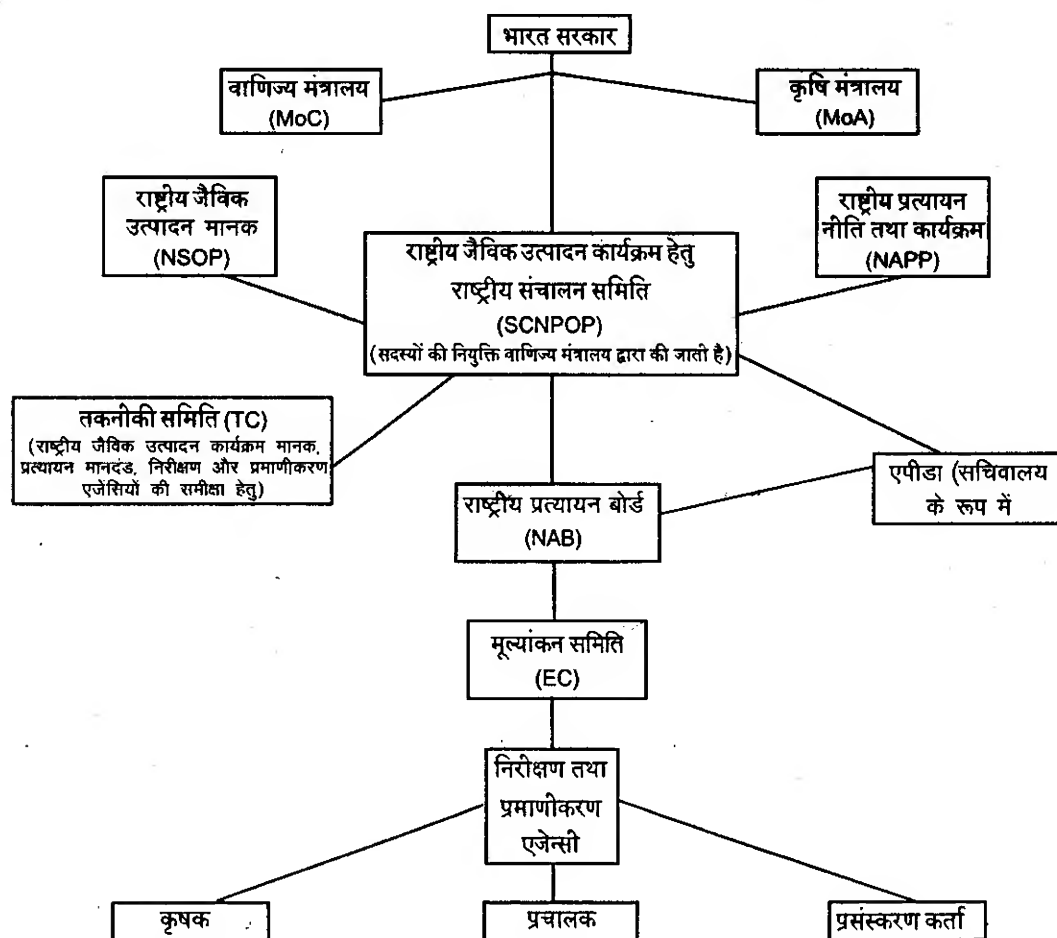 भारत सरकार
वाणिज्य मंत्रालय
(MoC)
कृषि मंत्रालय
(MoA)
राष्ट्रीय जैविक
उत्पादन मानक
(NSOP)
राष्ट्रीय प्रत्यायन
नीति तथा कार्यक्रम
(NAPP)
राष्ट्रीय जैविक उत्पादन कार्यक्रम हेतु
राष्ट्रीय संचालन समिति
(SCNPOP)
(सदस्यों की नियुक्ति वाणिज्य मंत्रालय द्वारा की जाती है)
तकनीकी समिति (TC)
(राष्ट्रीय जैविक उत्पादन कार्यक्रम मानक,
प्रत्यायन मानदंड, निरीक्षण और प्रमाणीकरण
एजेंसियों की समीक्षा हेतु)
एपीडा (सचिवालय
के रूप में
राष्ट्रीय प्रत्यायन बोर्ड
(NAB)
मूल्यांकन समिति
(EC)
निरीक्षण तथा
प्रमाणीकरण
एजेन्सी
कृषक
प्रचालक
प्रसंस्करण कर्ता